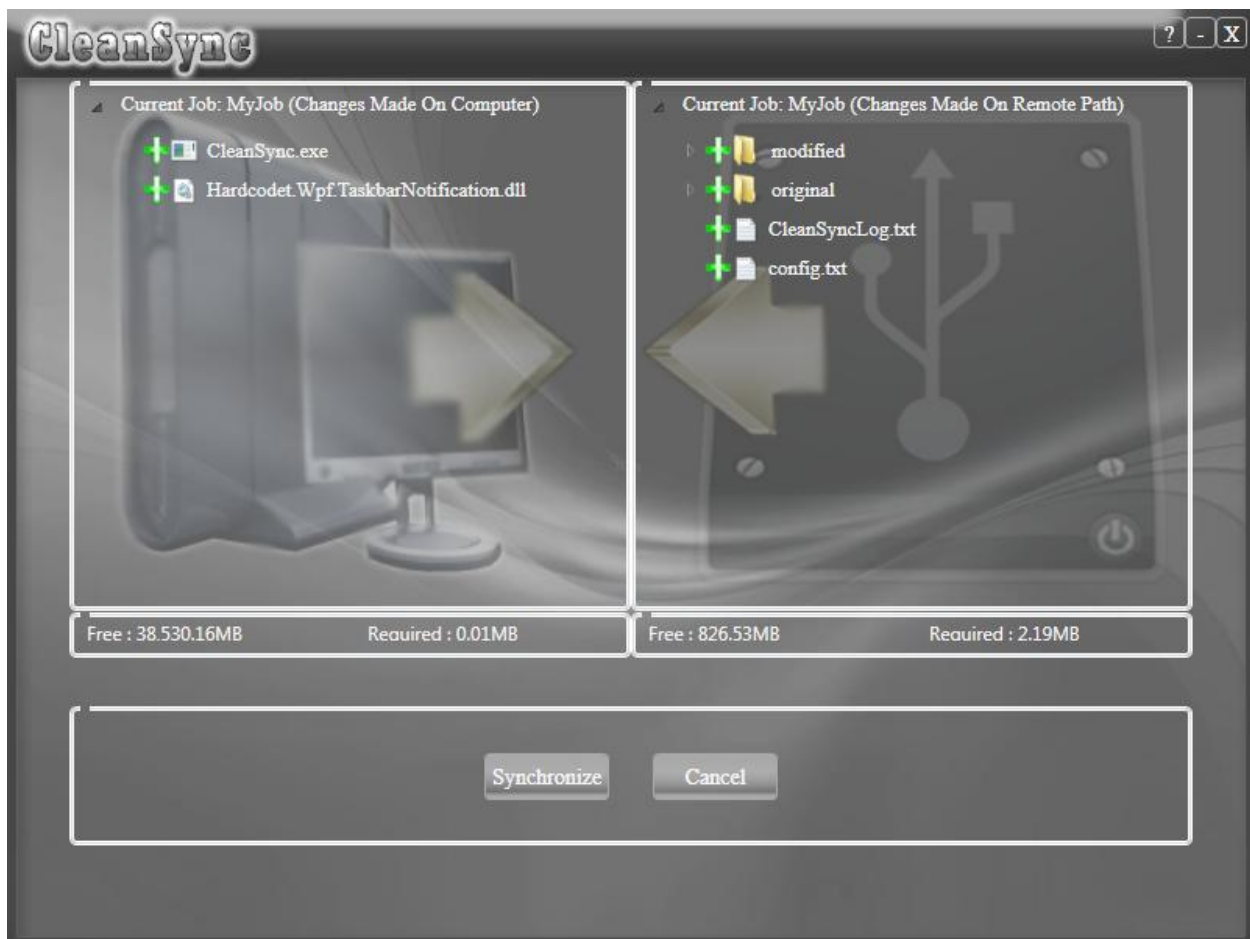 CleanSync
? - X
Current Job: MyJob (Changes Made On Computer)
CleanSync.exe
Hardcodet.Wpf.TaskbarNotification.dll
Current Job: MyJob (Changes Made On Remote Path)
modified
original
CleanSyncLog.txt
config.txt
Free : 38.530.16MB Required : 0.01MB
Free : 826.53MB Required : 2.19MB
Synchronize Cancel